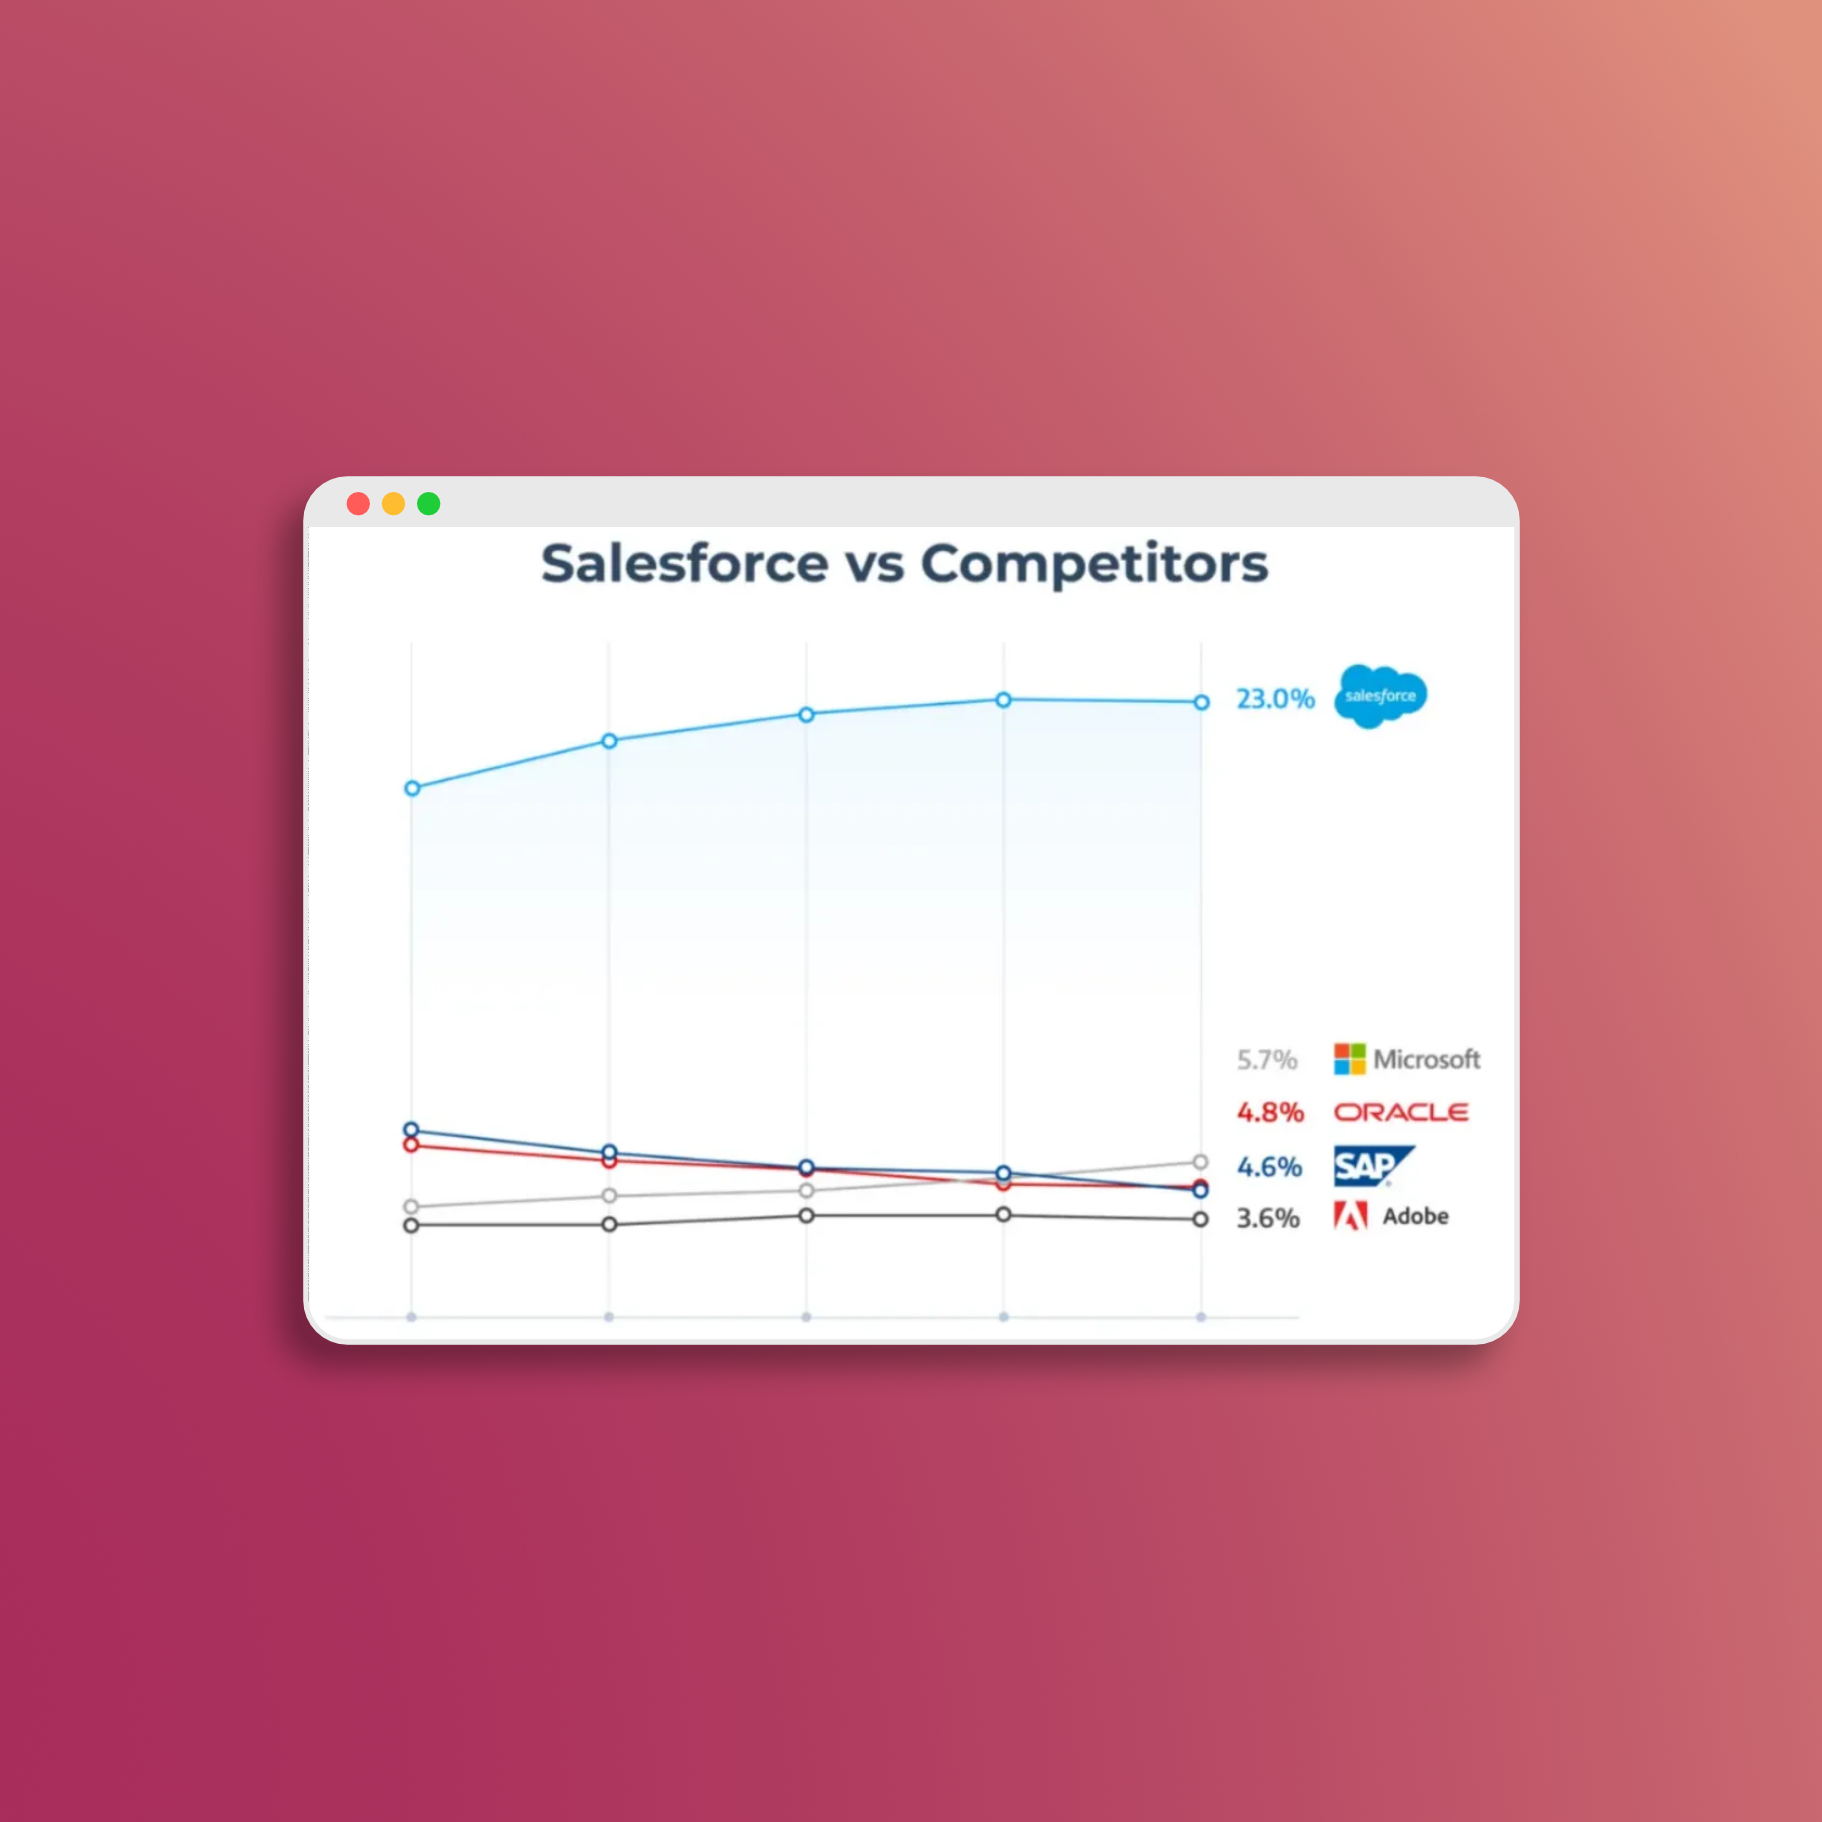 Salesforce vs Competitors
23.0% salesforce
5.7% Microsoft
4.8% ORACLE
4.6% SAP
3.6% Adobe